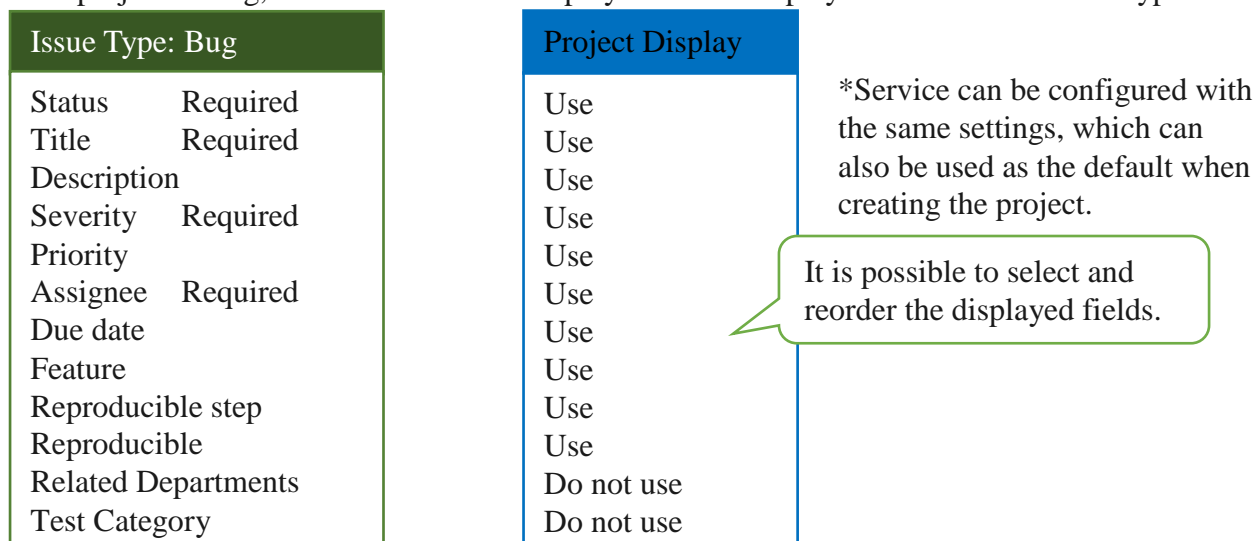 Issue Type: Bug
Status Required
Title Required
Description
Severity Required
Priority
Assignee Required
Due date
Feature
Reproducible step
Reproducible
Related Departments
Test Category
Project Display
Use
Use
Use
Use
Use
Use
Use
Use
Use
Use
Do not use
Do not use
*Service can be configured with
the same settings, which can
also be used as the default when
creating the project.
It is possible to select and
reorder the displayed fields.